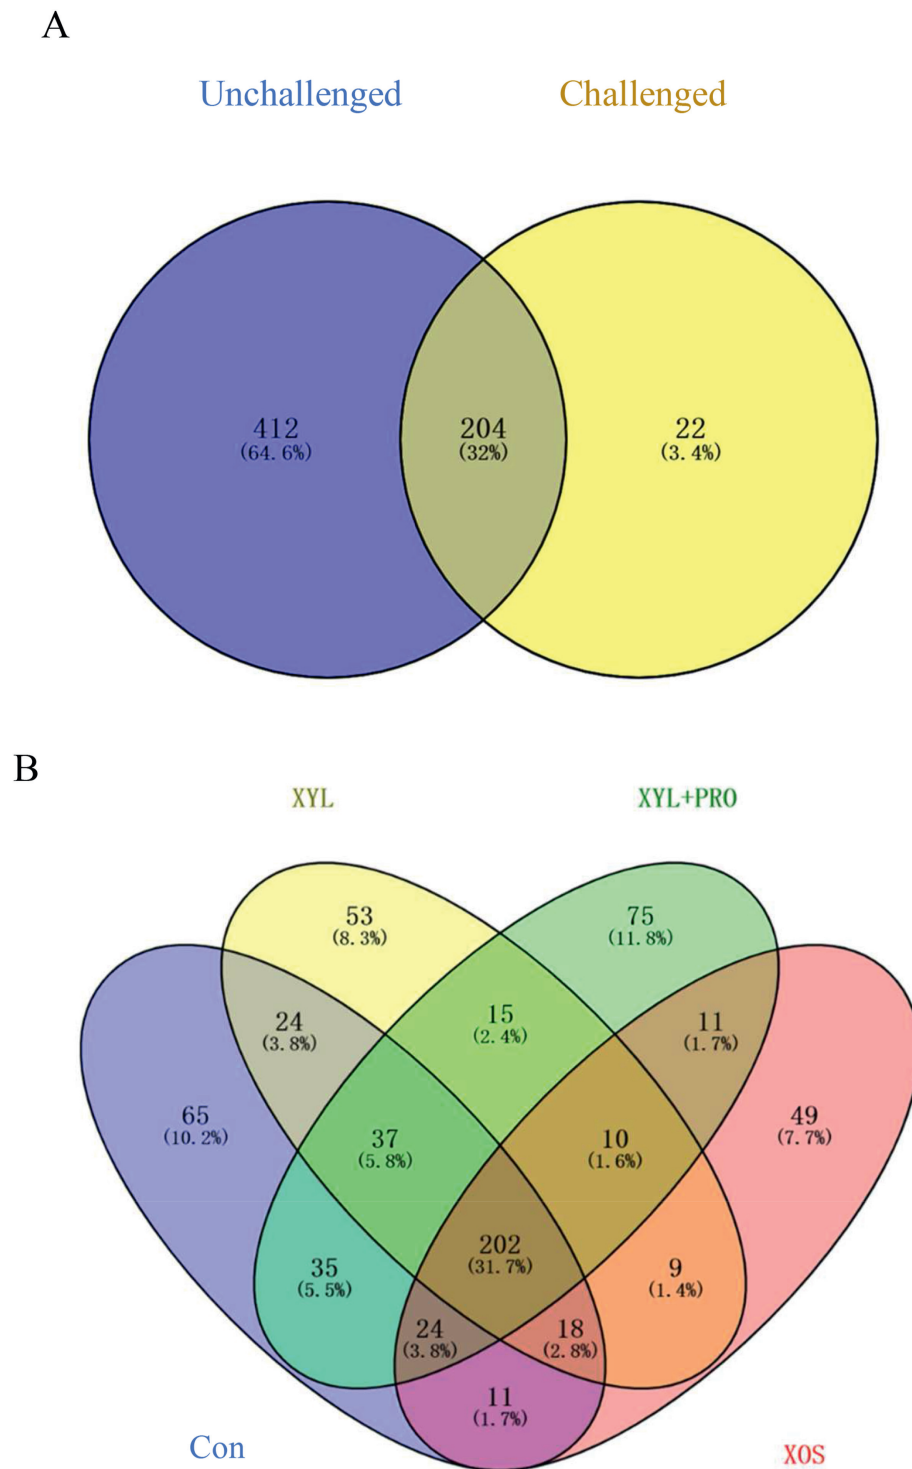 A
Unchallenged Challenged
412 204 22
(64.6%) (32%) (3.4%)
B
XYL XYL+PRO
53 75
(8.3%) (11.8%)
24 15 11
(3.8%) (2.4%) (1.7%)
65 37 10 49
(10.2%) (5.8%) (1.6%) (7.7%)
202
(31.7%)
35 9
(5.5%) (1.4%)
24 18
(3.8%) (2.8%)
11
(1.7%)
Con XOS